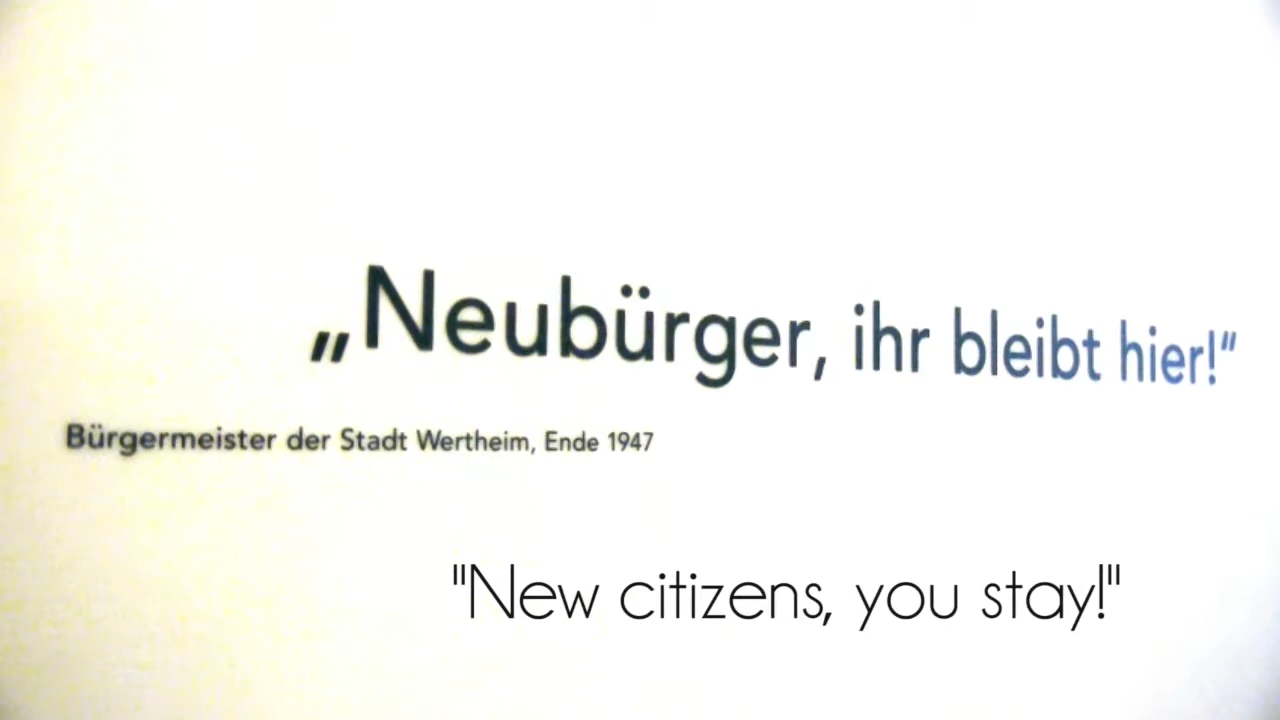 „Neubürger, ihr bleibt hier!“
Bürgermeister der Stadt Wertheim, Ende 1947
"New citizens, you stay!"